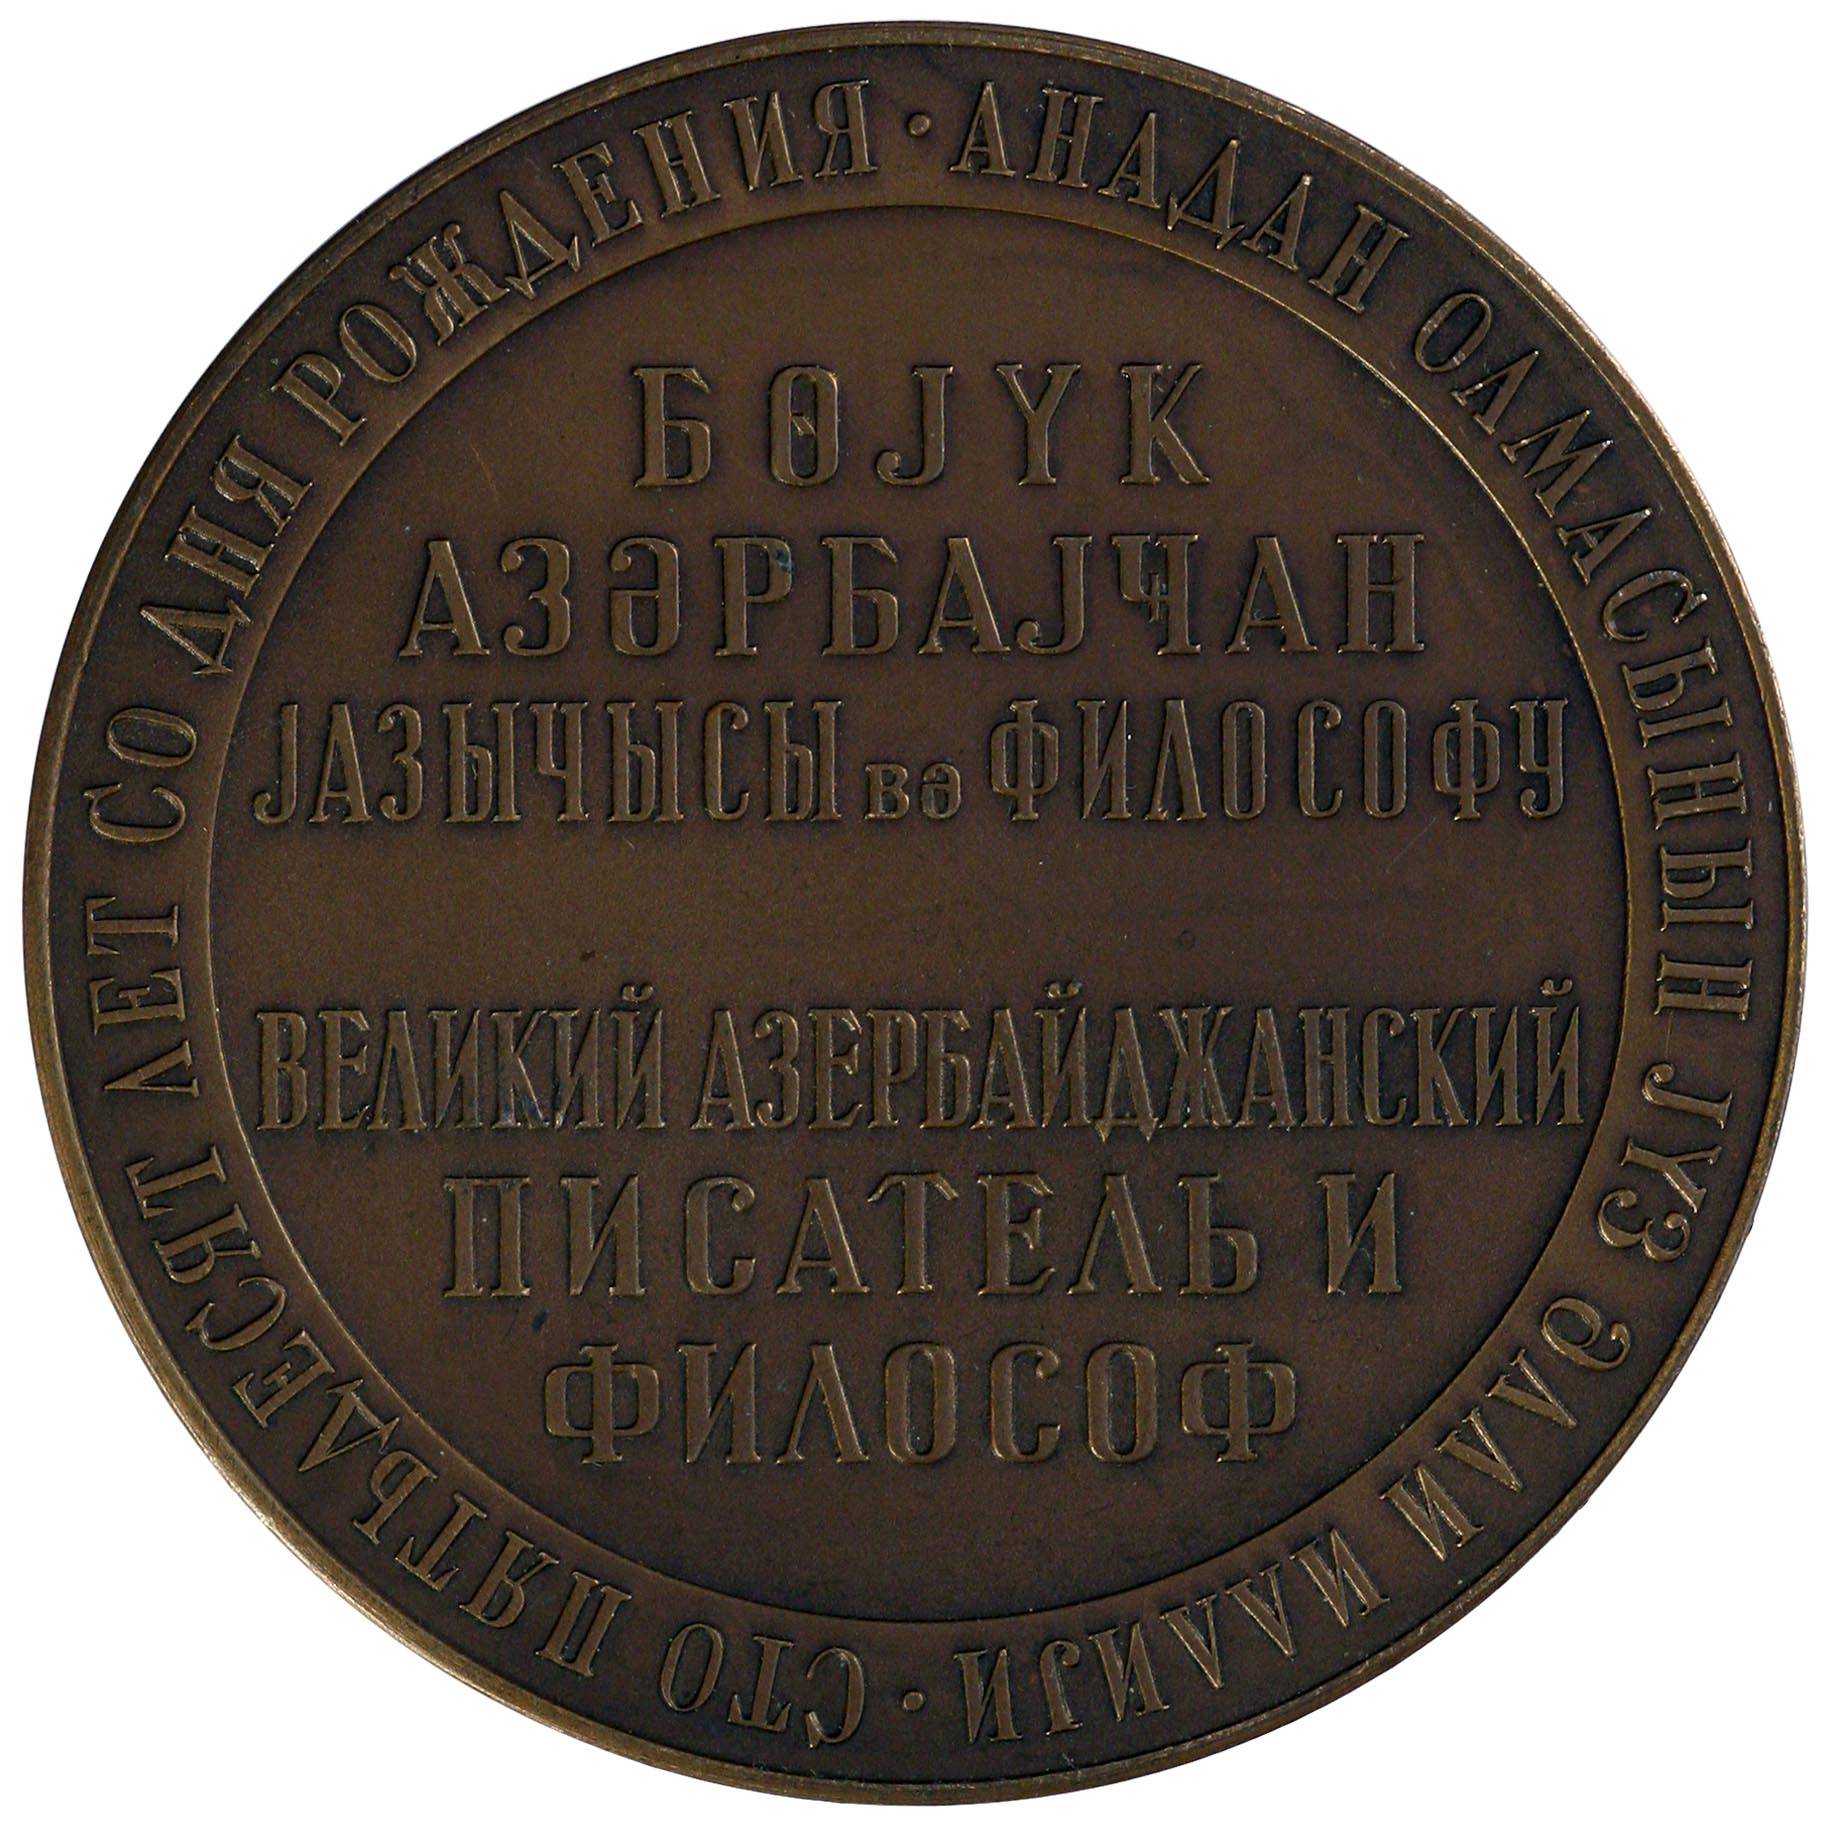 БӨЈҮК
АЗӘРБАЈҸАН
ЈАЗЫЧЫСЫ вә ФИЛОСОФУ
ВЕЛИКИЙ АЗЕРБАЙДЖАНСКИЙ
ПИСАТЕЛЬ И
ФИЛОСОФ
АНАДАН ОЛМАСЫНЫН ЈҮЗ ӘЛЛИ ИЛЛИЈИ ·
СТО ПЯТЬДЕСЯТ ЛЕТ СО ДНЯ РОЖДЕНИЯ ·